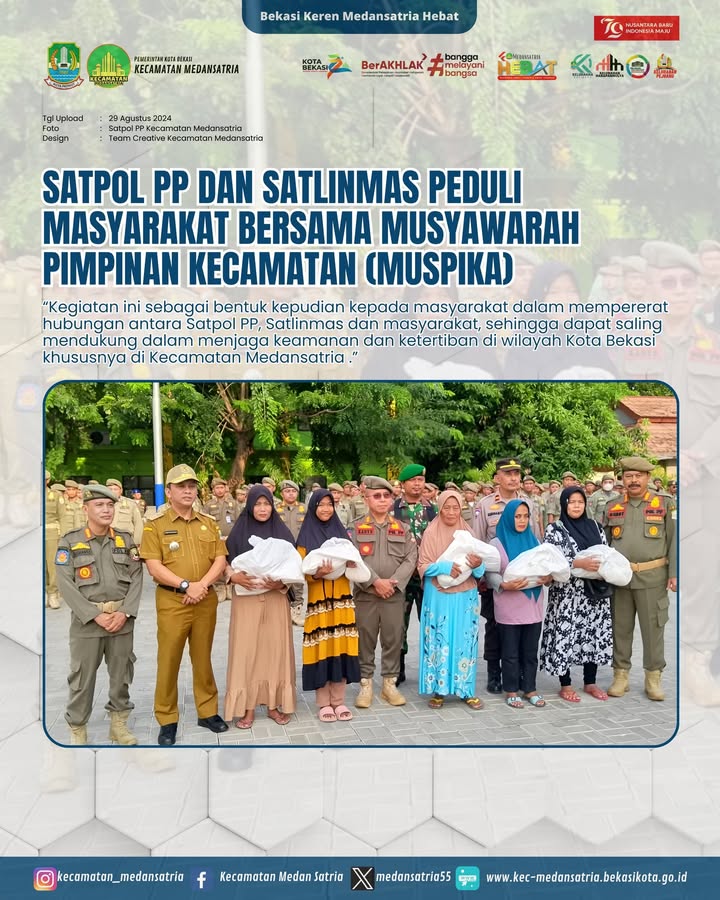 Bekasi Keren Medansatria Hebat
NUSANTARA BARU
INDONESIA MAJU
PEMERINTAH KOTA BEKASI
KECAMATAN MEDANSATRIA
KECAMATAN
KOTA
BEKASI
BerAKHLAK
#bangga
melayani
bangsa
MEDANSATRIA
HEBAT
Tgl Upload : 29 Agustus 2024
Foto : Satpol PP Kecamatan Medansatria
Design : Team Creative Kecamatan Medansatria
SATPOL PP DAN SATLINMAS PEDULI
MASYARAKAT BERSAMA MUSYAWARAH
PIMPINAN KECAMATAN (MUSPIKA)
“Kegiatan ini sebagai bentuk kepudian kepada masyarakat dalam mempererat
hubungan antara Satpol PP, Satlinmas dan masyarakat, sehingga dapat saling
mendukung dalam menjaga keamanan dan ketertiban di wilayah Kota Bekasi
khususnya di Kecamatan Medansatria .”
POL PP
kecamatan_medansatria
Kecamatan Medan Satria
medansatria55
www.kec-medansatria.bekasikota.go.id